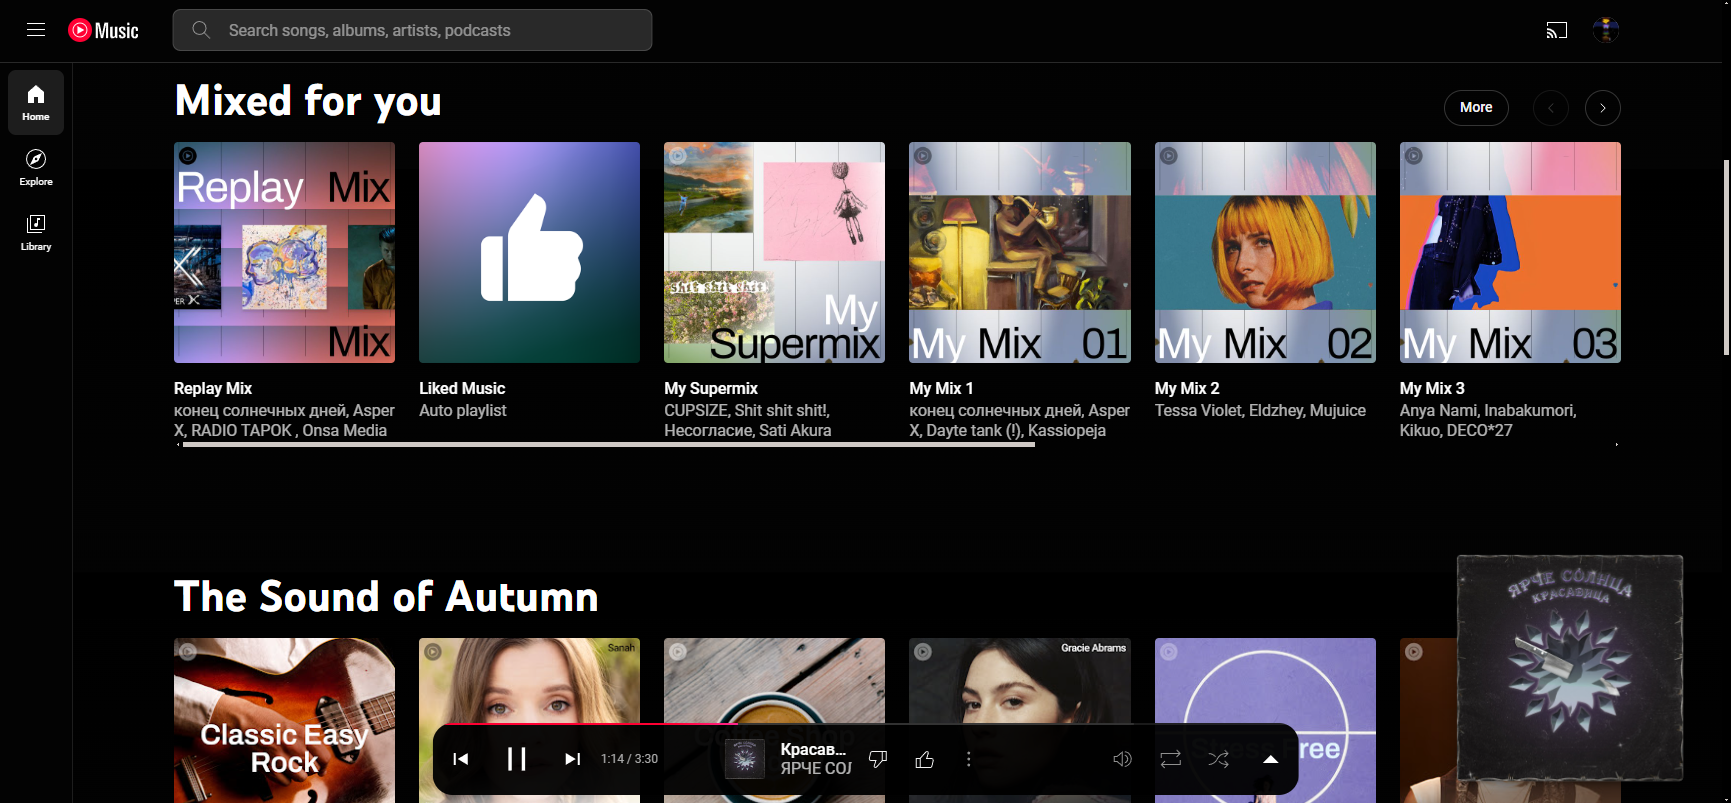 Music
Search songs, albums, artists, podcasts
Home
Explore
Library
Mixed for you
More
Replay Mix
Mix
My
Supermix
My Mix 01
My Mix 02
My Mix 03
Replay Mix
конец солнечных дней, Asper
X, RADIO TAPOK , Onsa Media
Liked Music
Auto playlist
My Supermix
CUPSIZE, Shit shit shit!,
Несогласие, Sati Akura
My Mix 1
конец солнечных дней, Asper
X, Dayte tank (!), Kassiopeja
My Mix 2
Tessa Violet, Eldzhey, Mujuice
My Mix 3
Anya Nami, Inabakumori,
Kikuo, DECO*27
The Sound of Autumn
Classic Easy
Rock
Sanah
Coffee Shop
Gracie Abrams
Free
ЯРЧЕ СОЛНЦА
КРАСАВИЦА
1:14 / 3:30
Красав...
ЯРЧЕ СОЛ